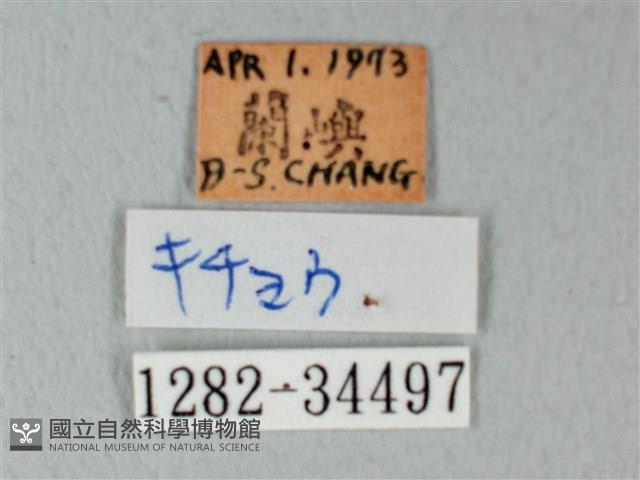 APR 1. 1973
蘭嶼
B-S. CHANG
キチョウ.
1282-34497
國立自然科學博物館
NATIONAL MUSEUM OF NATURAL SCIENCE